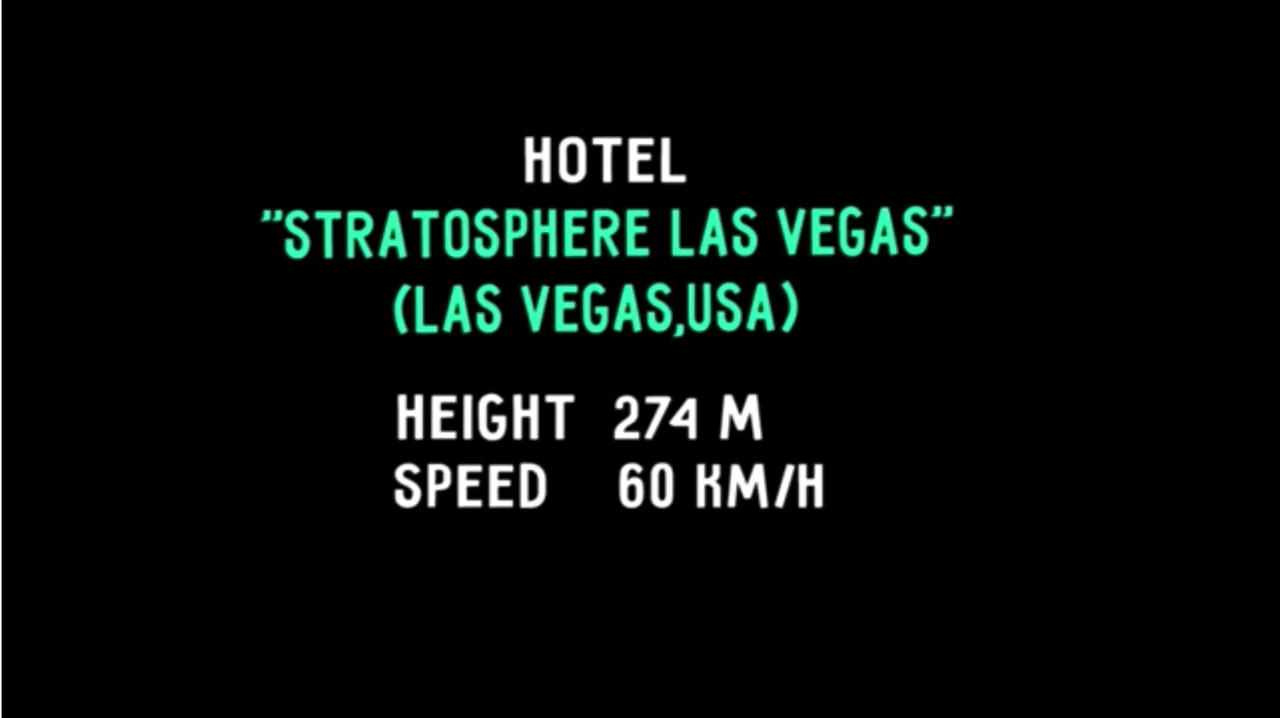 HOTEL
"STRATOSPHERE LAS VEGAS"
(LAS VEGAS,USA)
HEIGHT 274 M
SPEED 60 KM/H